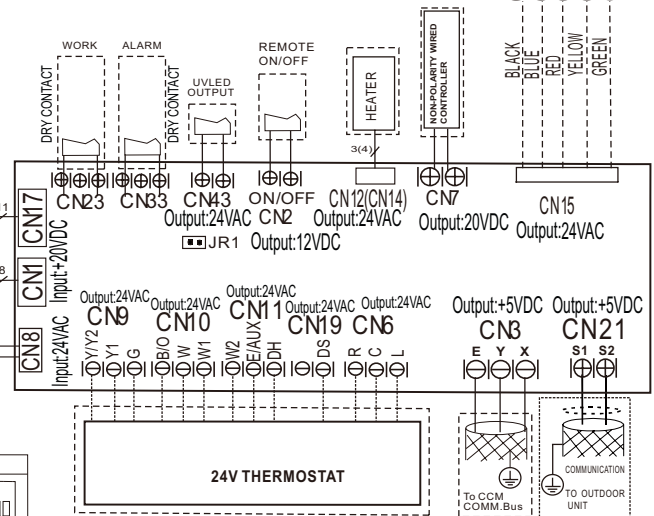 BLACK
BLUE
RED
YELLOW
GREEN
WORK
ALARM
REMOTE
ON/OFF
DRY CONTACT
DRY CONTACT
UVLED
OUTPUT
HEATER
NON-POLARITY WIRED
CONTROLLER
3(4)
CN23
CN33
CN43
ON/OFF
CN2
CN12(CN14)
CN7
CN15
Output:24VAC
Output:12VDC
Output:24VAC
Output:20VDC
Output:24VAC
JR1
11
CN17
8
CN1
Input:+20VDC
CN8
Input:24VAC
Output:24VAC
CN9
Output:24VAC
CN10
Output:24VAC
CN11
Output:24VAC
CN19
Output:24VAC
CN6
Output:+5VDC
CN3
Output:+5VDC
CN21
Y/Y2
Y1
G
B/O
W
W1
W2
E/AUX
DH
DS
R
C
L
E
Y
X
S1
S2
24V THERMOSTAT
To CCM
COMM.Bus
COMMUNICATION
TO OUTDOOR
UNIT